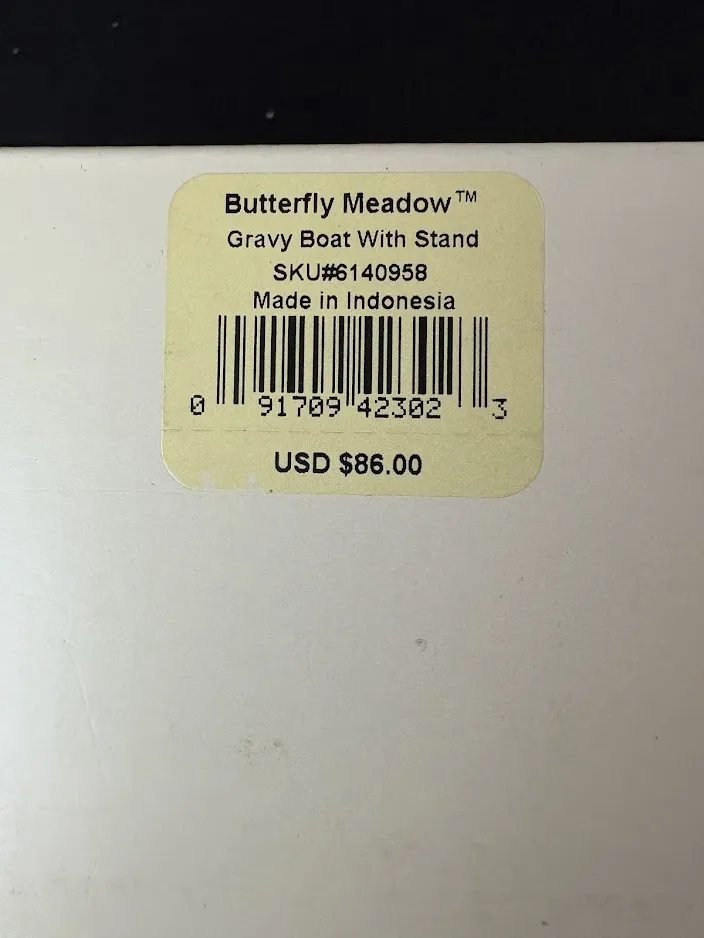 Butterfly Meadow™
Gravy Boat With Stand
SKU#6140958
Made in Indonesia
0 91709 42302 3
USD $86.00